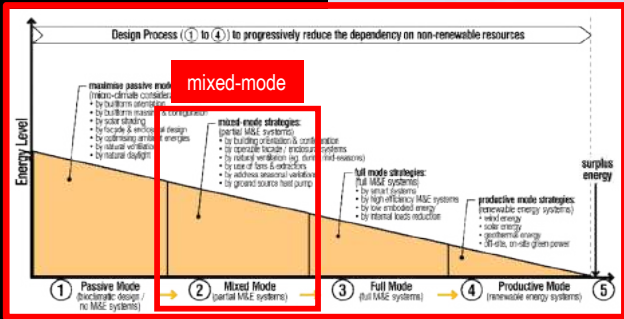 Design Process (① to ④) to progressively reduce the dependency on non-renewable resources
mixed-mode
maximise passive mode
(micro-climate
• by builtform orientation
• by builtform massing & configuration
• by solar shading
• by facade & envelope design
• by optimising ambient energies
• by natural ventilation
• by natural daylight
mixed-mode strategies:
(partial M&E systems)
• by building orientation & configuration
• by operable facade / enclosure systems
• by natural ventilation (eg. during mid-seasons)
• by use of fans & extractors
• by address seasonal variations
• by ground source heat pump
full mode strategies:
(full M&E systems)
• by smart systems
• by high efficiency M&E systems
• by low embodied energy
• by internal loads reduction
productive mode strategies:
(renewable energy systems)
• wind energy
• solar energy
• geothermal energy
• off-site, on-site green power
surplus
energy
Energy Level
① Passive Mode
(bioclimatic design /
no M&E systems)
② Mixed Mode
(partial M&E systems)
③ Full Mode
(full M&E systems)
④ Productive Mode
(renewable energy systems)
⑤